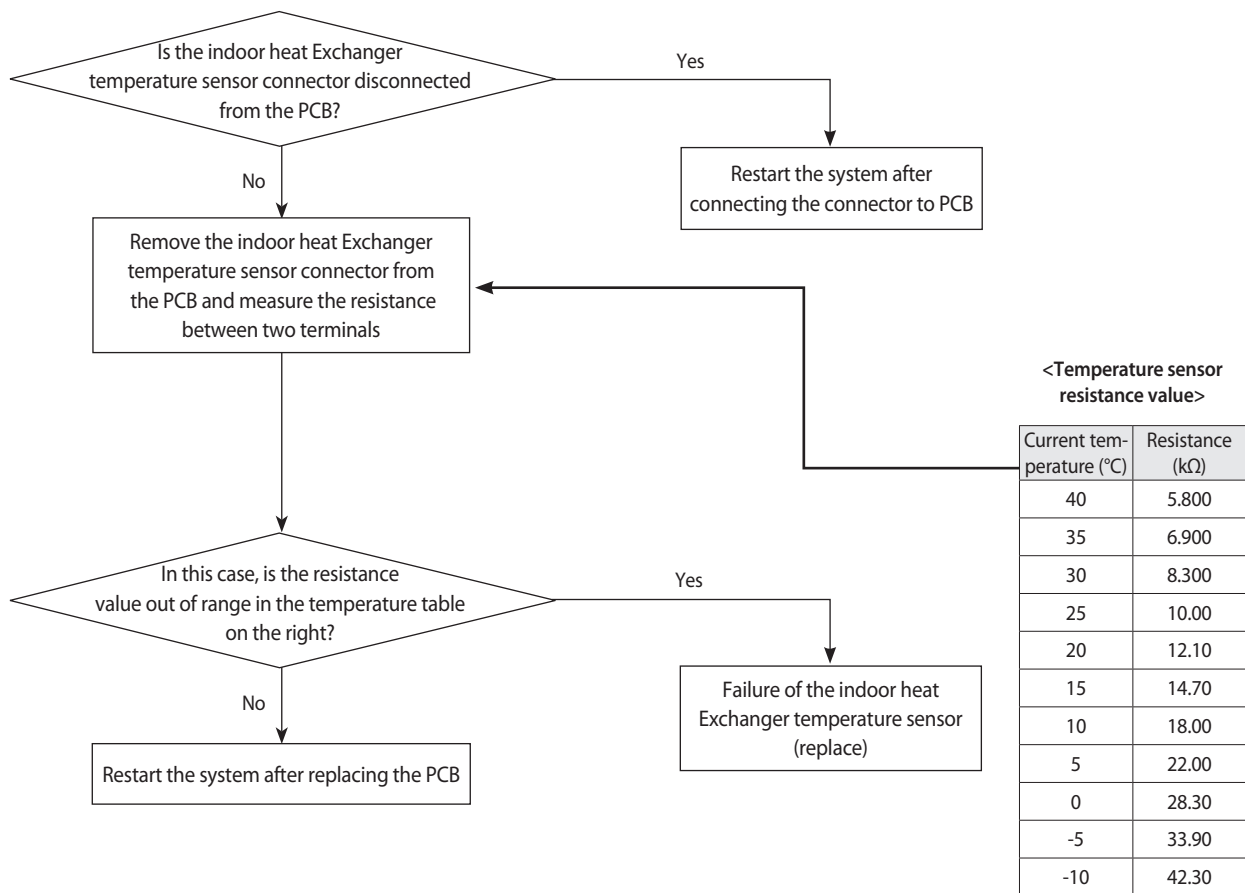 Is the indoor heat Exchanger
temperature sensor connector disconnected
from the PCB?
Yes
Restart the system after
connecting the connector to PCB
No
Remove the indoor heat Exchanger
temperature sensor connector from
the PCB and measure the resistance
between two terminals
In this case, is the resistance
value out of range in the temperature table
on the right?
Yes
Failure of the indoor heat
Exchanger temperature sensor
(replace)
No
Restart the system after replacing the PCB
<Temperature sensor
resistance value>
Current tem-
perature (°C)
Resistance
(kΩ)
40 5.800
35 6.900
30 8.300
25 10.00
20 12.10
15 14.70
10 18.00
5 22.00
0 28.30
-5 33.90
-10 42.30